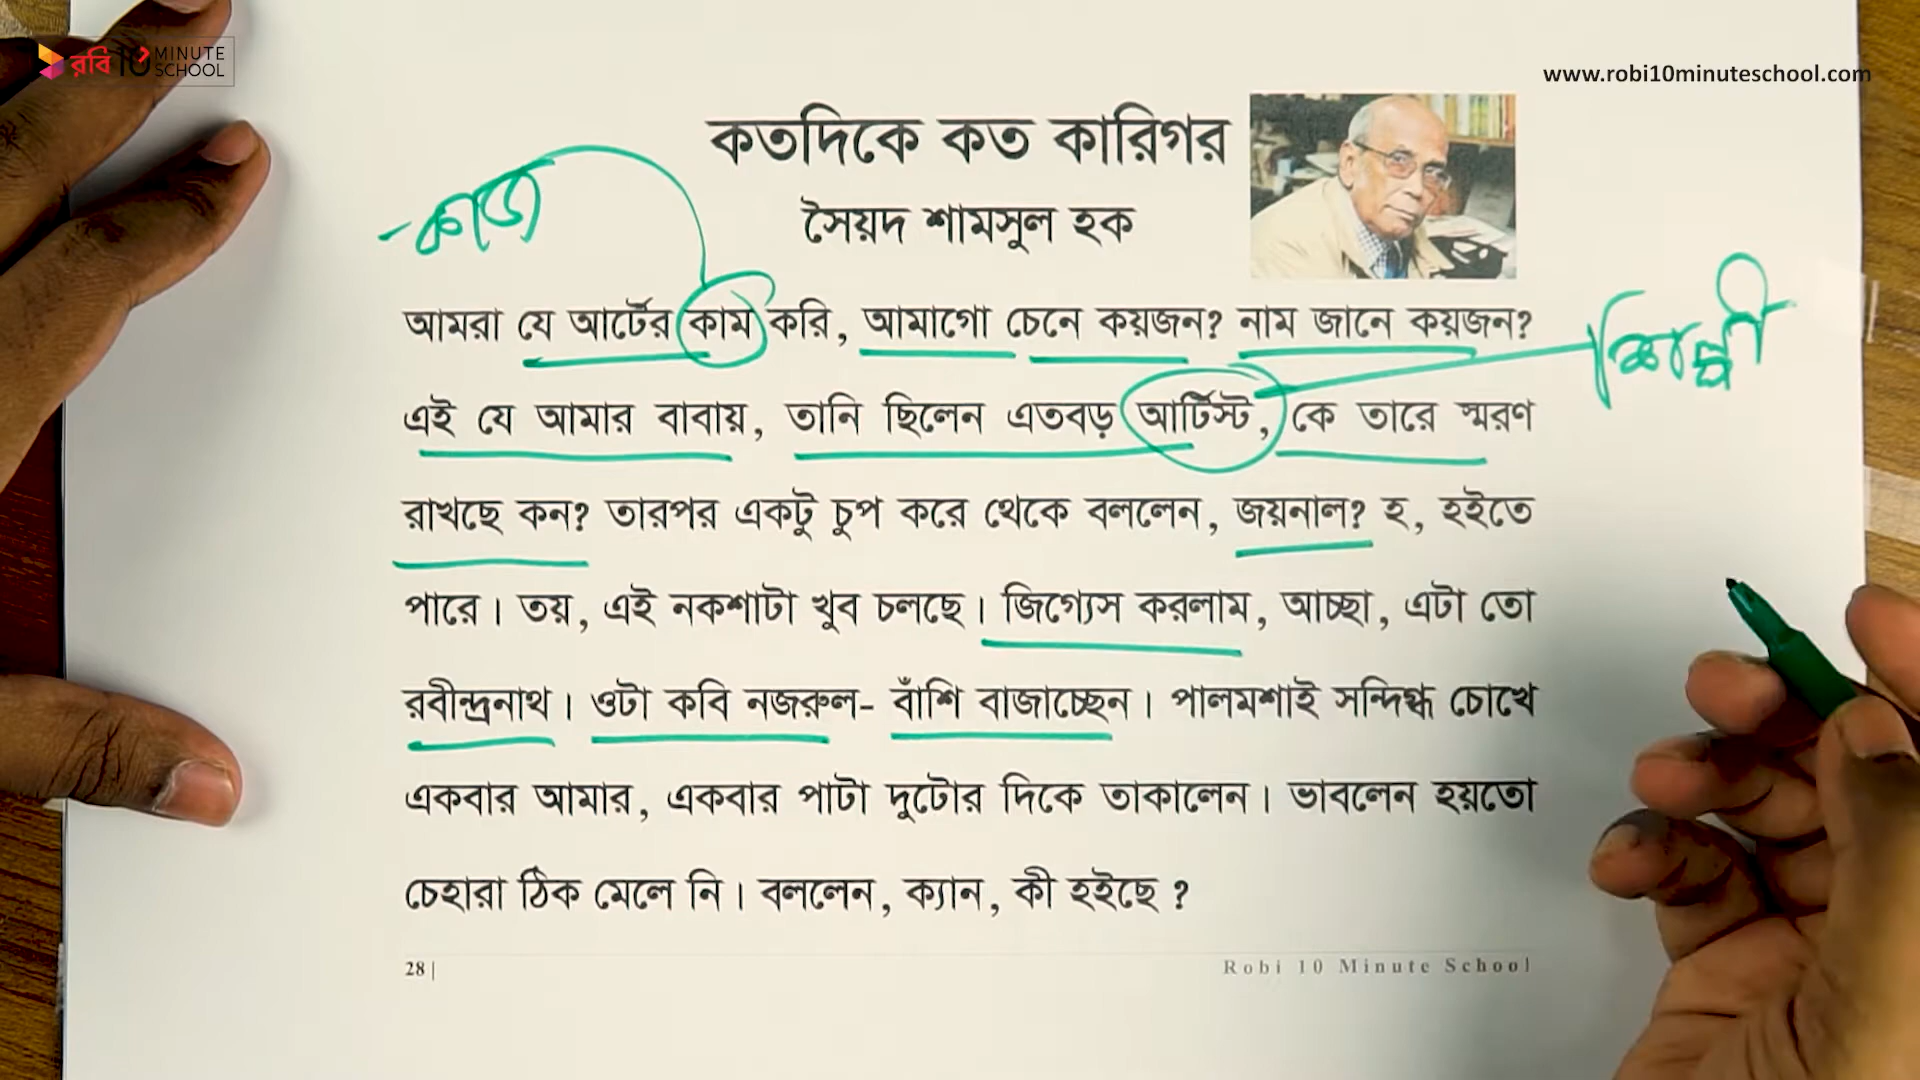 রবি 10 MINUTE SCHOOL
www.robi10minuteschool.com
কতদিকে কত কারিগর
সৈয়দ শামসুল হক
-কাজ
আমরা যে আর্টের কাম করি, আমাগো চেনে কয়জন? নাম জানে কয়জন?
শিল্পী
এই যে আমার বাবায়, তানি ছিলেন এতবড় আর্টিস্ট, কে তারে স্মরণ
রাখছে কন? তারপর একটু চুপ করে থেকে বললেন, জয়নাল? হ, হইতে
পারে। তয়, এই নকশাটা খুব চলছে। জিগ্যেস করলাম, আচ্ছা, এটা তো
রবীন্দ্রনাথ। ওটা কবি নজরুল- বাঁশি বাজাচ্ছেন। পালমশাই সন্দিগ্ধ চোখে
একবার আমার, একবার পাটা দুটোর দিকে তাকালেন। ভাবলেন হয়তো
চেহারা ঠিক মেলে নি। বললেন, ক্যান, কী হইছে ?
28 |
Robi 10 Minute School